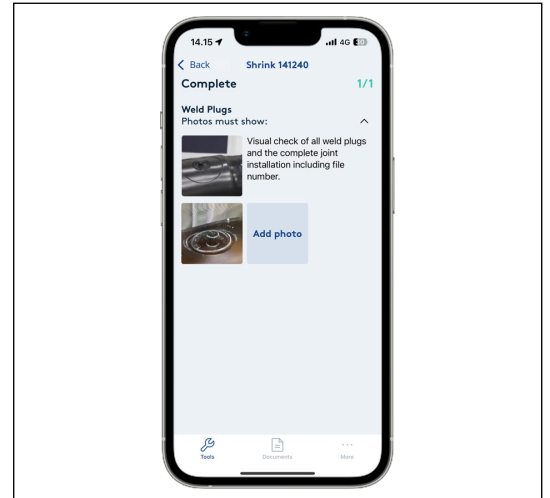 14.15
4G
Back
Shrink 141240
Complete
1/1
Weld Plugs
Photos must show:
Visual check of all weld plugs
and the complete joint
installation including file
number.
Add photo
Tools
Documents
More